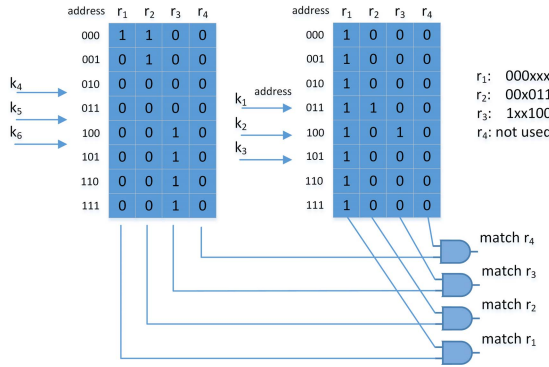 address r₁ r₂ r₃ r₄
000 1 1 0 0
001 0 1 0 0
010 0 0 0 0
011 0 0 0 0
100 0 0 1 0
101 0 0 1 0
110 0 0 1 0
111 0 0 1 0
k₄
k₅
k₆
address r₁ r₂ r₃ r₄
000 1 0 0 0
001 1 0 0 0
010 1 0 0 0
011 1 1 0 0
100 1 0 1 0
101 1 0 0 0
110 1 0 0 0
111 1 0 0 0
address
k₁
k₂
k₃
r₁: 000xxx
r₂: 00x011
r₃: 1xx100
r₄: not used
match r₄
match r₃
match r₂
match r₁